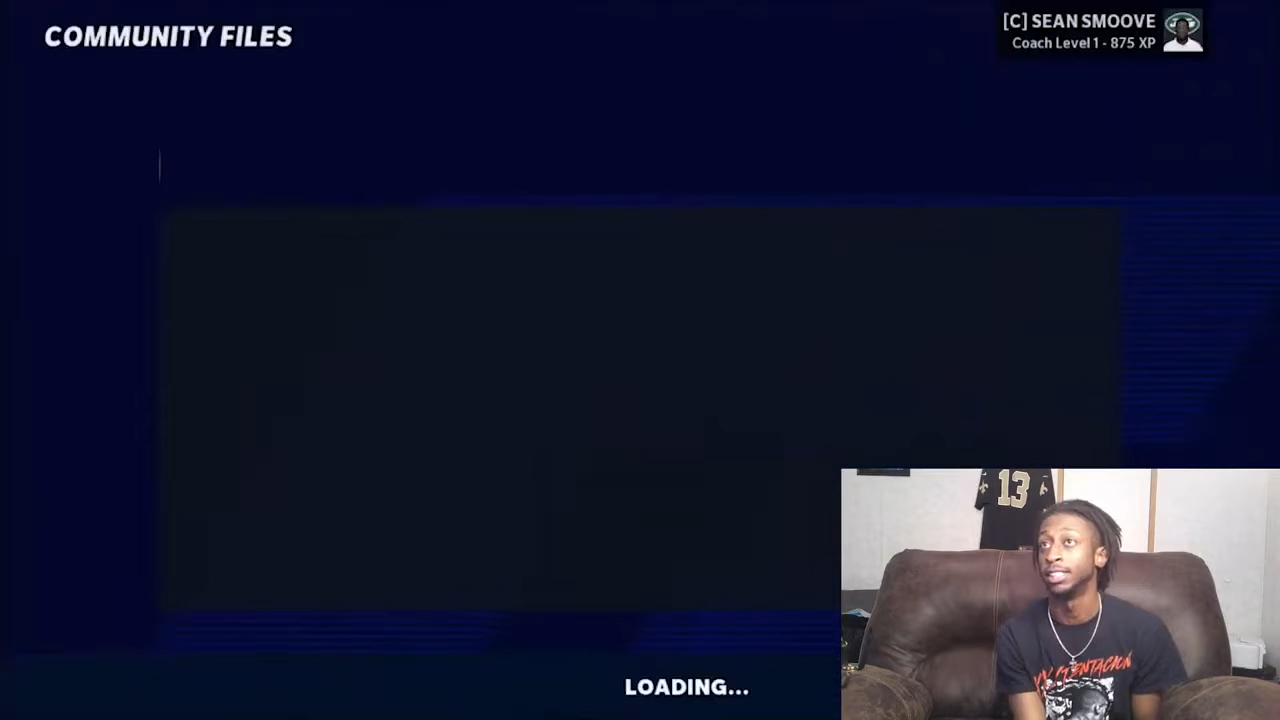 COMMUNITY FILES
[C] SEAN SMOOVE
Coach Level 1 - 875 XP
13
LOADING...